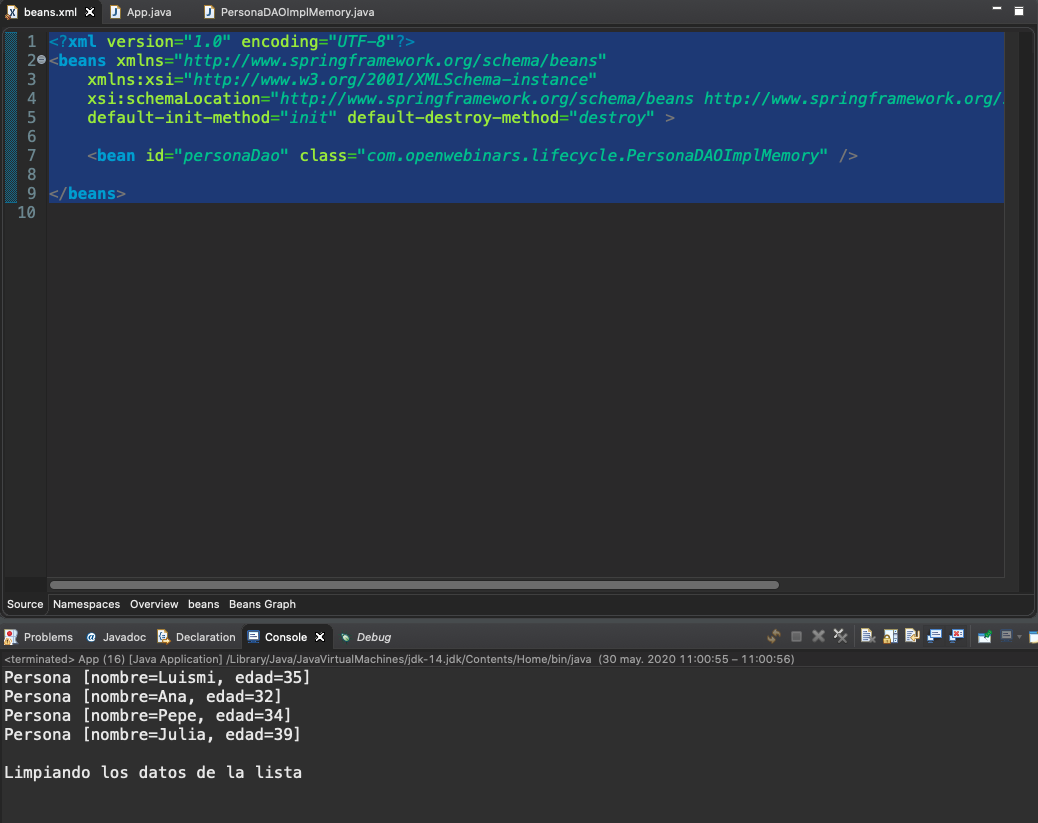 beans.xml App.java PersonaDAOImplMemory.java
1 <?xml version="1.0" encoding="UTF-8"?>
2 <beans xmlns="http://www.springframework.org/schema/beans"
3 xmlns:xsi="http://www.w3.org/2001/XMLSchema-instance"
4 xsi:schemaLocation="http://www.springframework.org/schema/beans http://www.springframework.org/
5 default-init-method="init" default-destroy-method="destroy" >
6
7 <bean id="personaDao" class="com.openwebinars.lifecycle.PersonaDAOImplMemory" />
8
9 </beans>
10
Source Namespaces Overview beans Beans Graph
Problems Javadoc Declaration Console Debug
<terminated> App (16) [Java Application] /Library/Java/JavaVirtualMachines/jdk-14.jdk/Contents/Home/bin/java (30 may. 2020 11:00:55 – 11:00:56)
Persona [nombre=Luismi, edad=35]
Persona [nombre=Ana, edad=32]
Persona [nombre=Pepe, edad=34]
Persona [nombre=Julia, edad=39]
Limpiando los datos de la lista